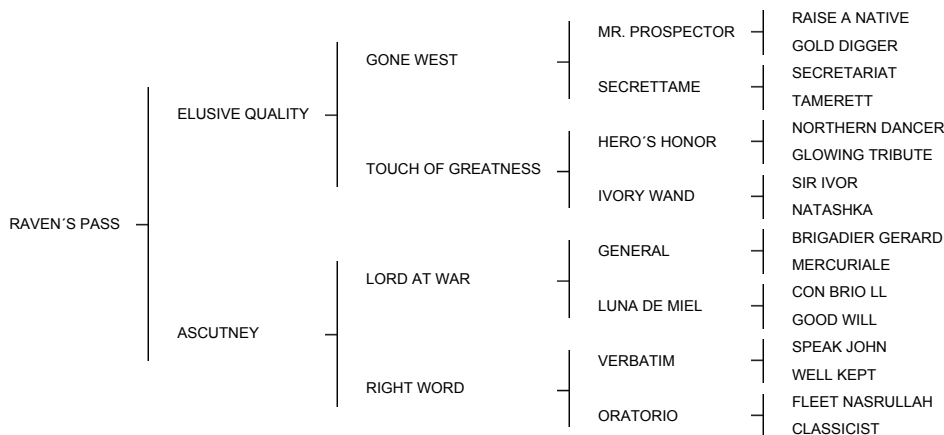 RAISE A NATIVE
MR. PROSPECTOR
GOLD DIGGER
GONE WEST
SECRETARIAT
SECRETTAME
TAMERETT
ELUSIVE QUALITY
NORTHERN DANCER
HERO´S HONOR
GLOWING TRIBUTE
TOUCH OF GREATNESS
SIR IVOR
IVORY WAND
NATASHKA
RAVEN´S PASS
BRIGADIER GERARD
GENERAL
MERCURIALE
LORD AT WAR
CON BRIO LL
LUNA DE MIEL
GOOD WILL
ASCUTNEY
SPEAK JOHN
VERBATIM
WELL KEPT
RIGHT WORD
FLEET NASRULLAH
ORATORIO
CLASSICIST